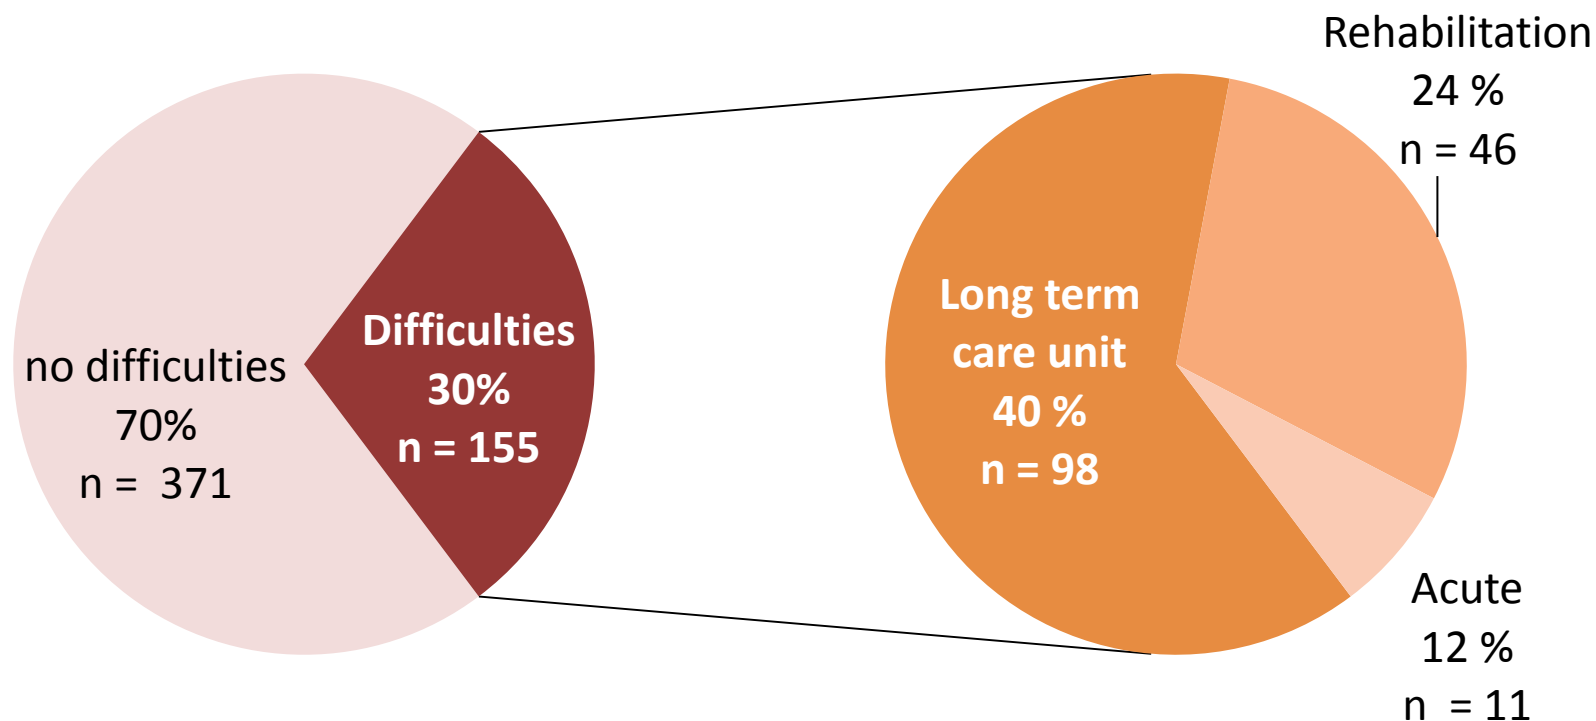 no difficulties
70%
n =  371
Difficulties
30%
n = 155
Long term
care unit
40 %
n = 98
Rehabilitation
24 %
n = 46
Acute
12 %
n  = 11